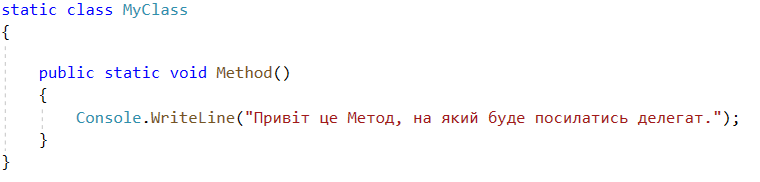 static class MyClass
{
public static void Method()
{
Console.WriteLine("Привіт це Метод, на який буде посилатись делегат.");
}
}